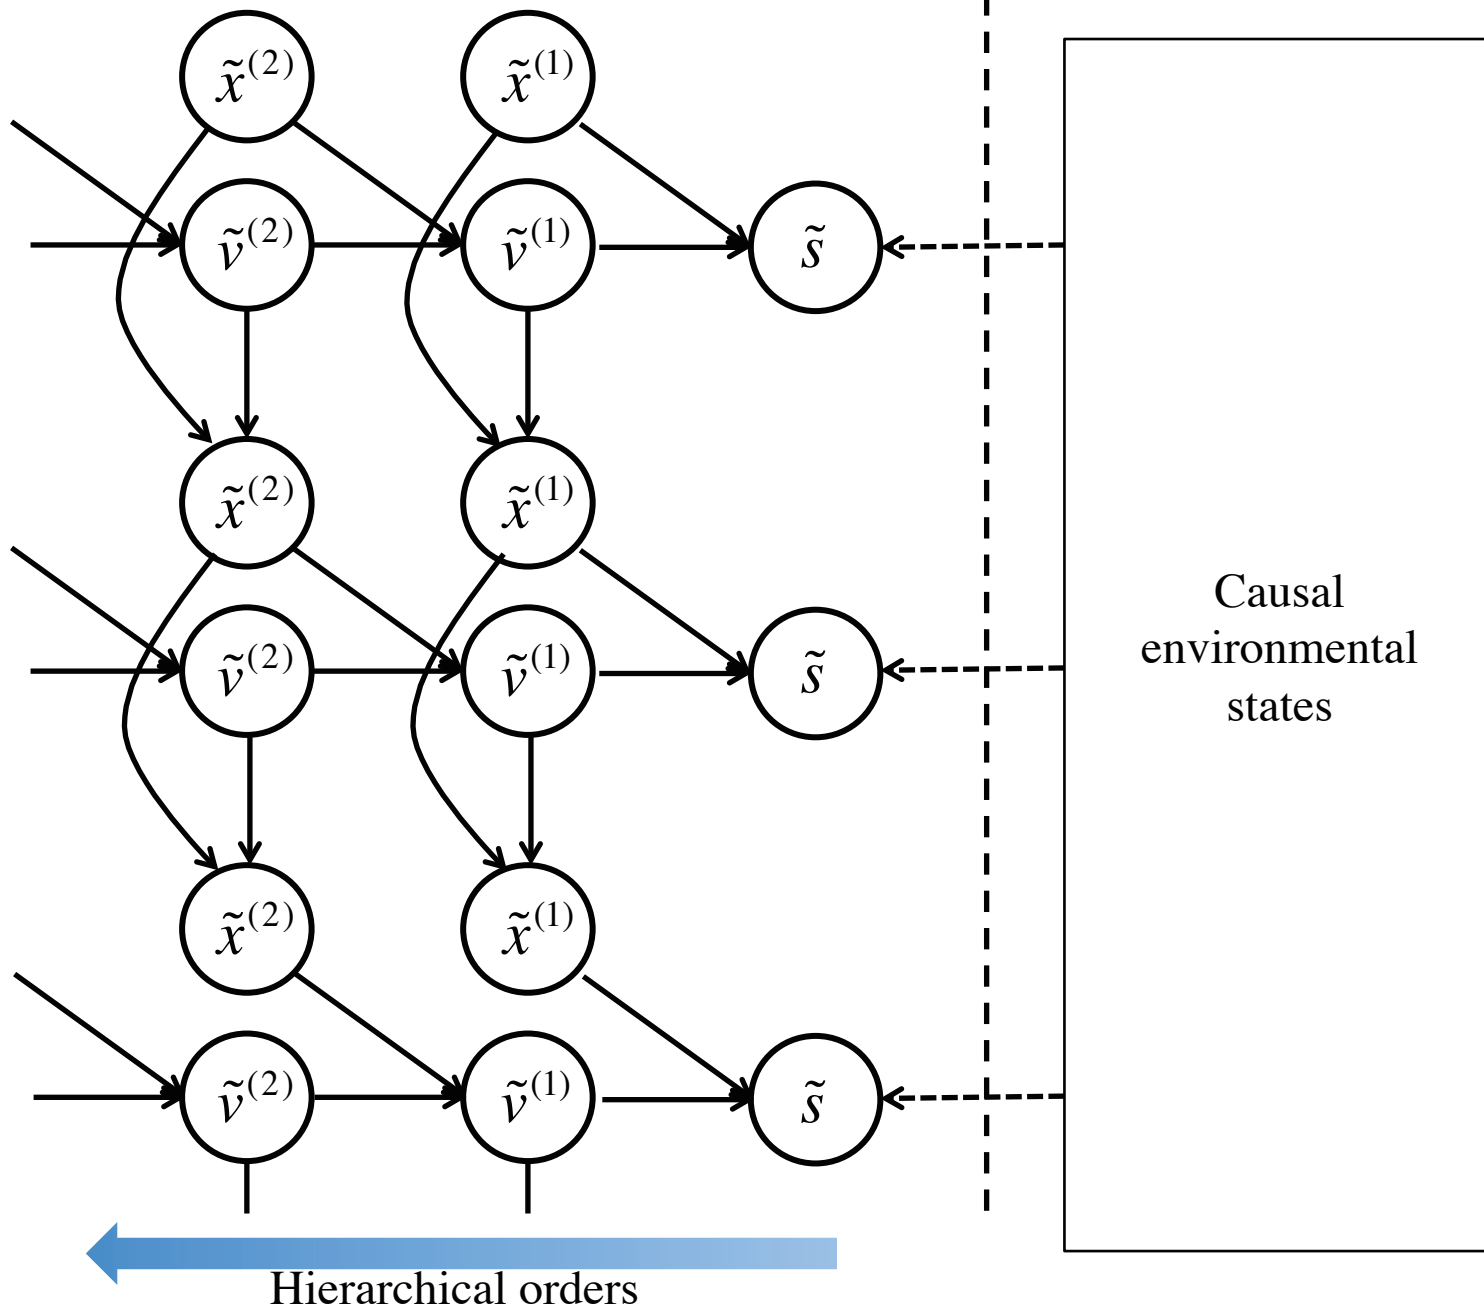 x̃⁽²⁾ x̃⁽¹⁾
ṽ⁽²⁾ ṽ⁽¹⁾ s̃
x̃⁽²⁾ x̃⁽¹⁾
ṽ⁽²⁾ ṽ⁽¹⁾ s̃
x̃⁽²⁾ x̃⁽¹⁾
ṽ⁽²⁾ ṽ⁽¹⁾ s̃
Causal
environmental
states
Hierarchical orders